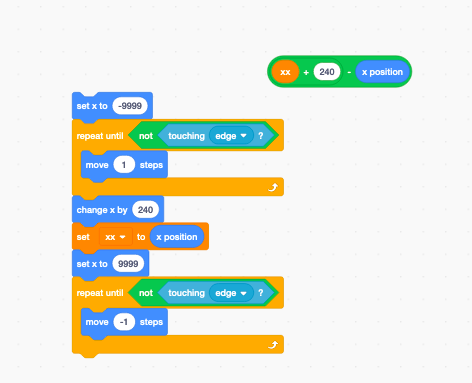 xx + 240 - x position
set x to -9999
repeat until not touching edge ?
move 1 steps
change x by 240
set xx to x position
set x to 9999
repeat until not touching edge ?
move -1 steps